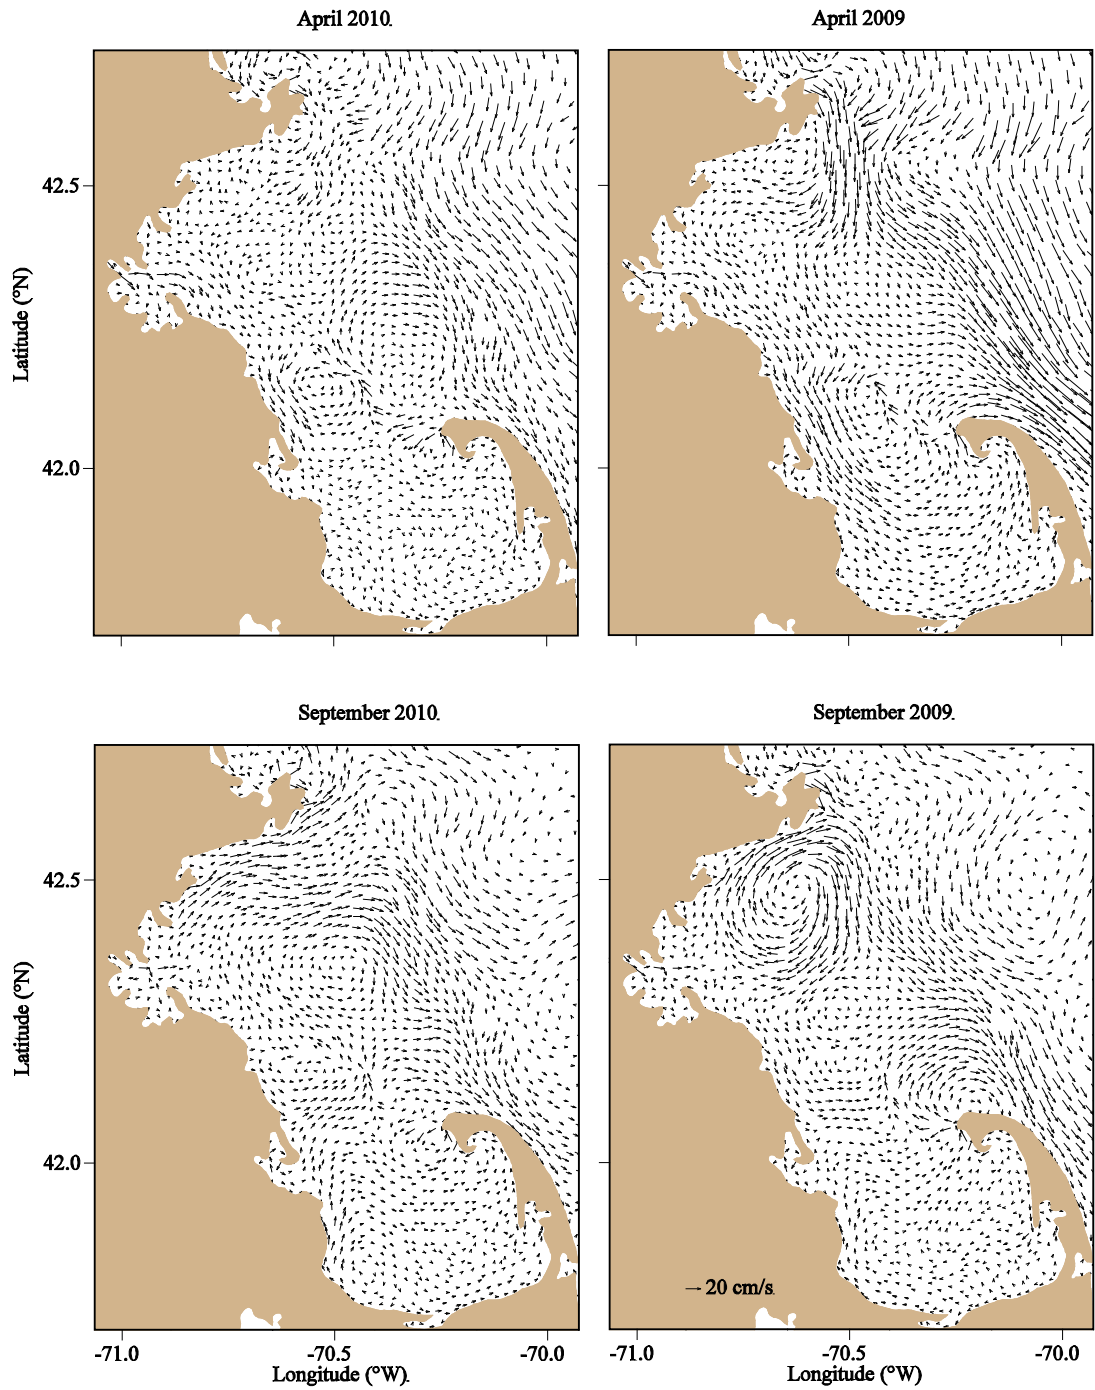 April 2010.
April 2009
42.5
42.0
Latitude (°N)
September 2010.
September 2009.
42.5
42.0
Latitude (°N)
20 cm/s.
-71.0
-70.5
-70.0
-71.0
-70.5
-70.0
Longitude (°W).
Longitude (°W)